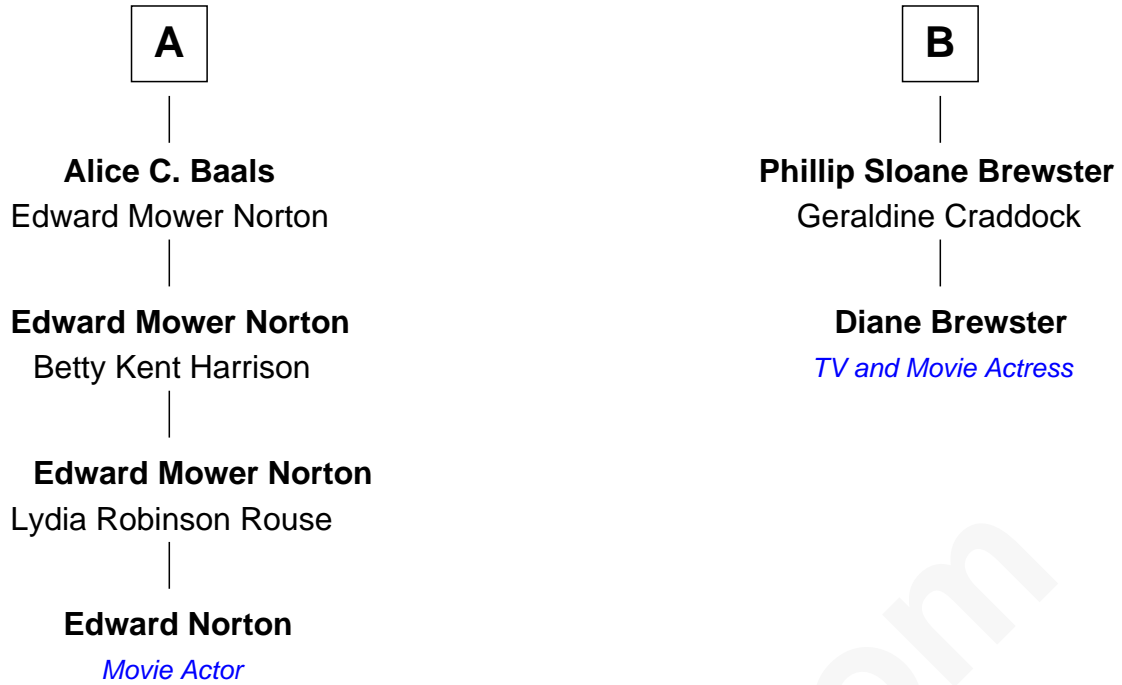 A
Alice C. Baals
Edward Mower Norton
Edward Mower Norton
Betty Kent Harrison
Edward Mower Norton
Lydia Robinson Rouse
Edward Norton
Movie Actor
B
Phillip Sloane Brewster
Geraldine Craddock
Diane Brewster
TV and Movie Actress
om